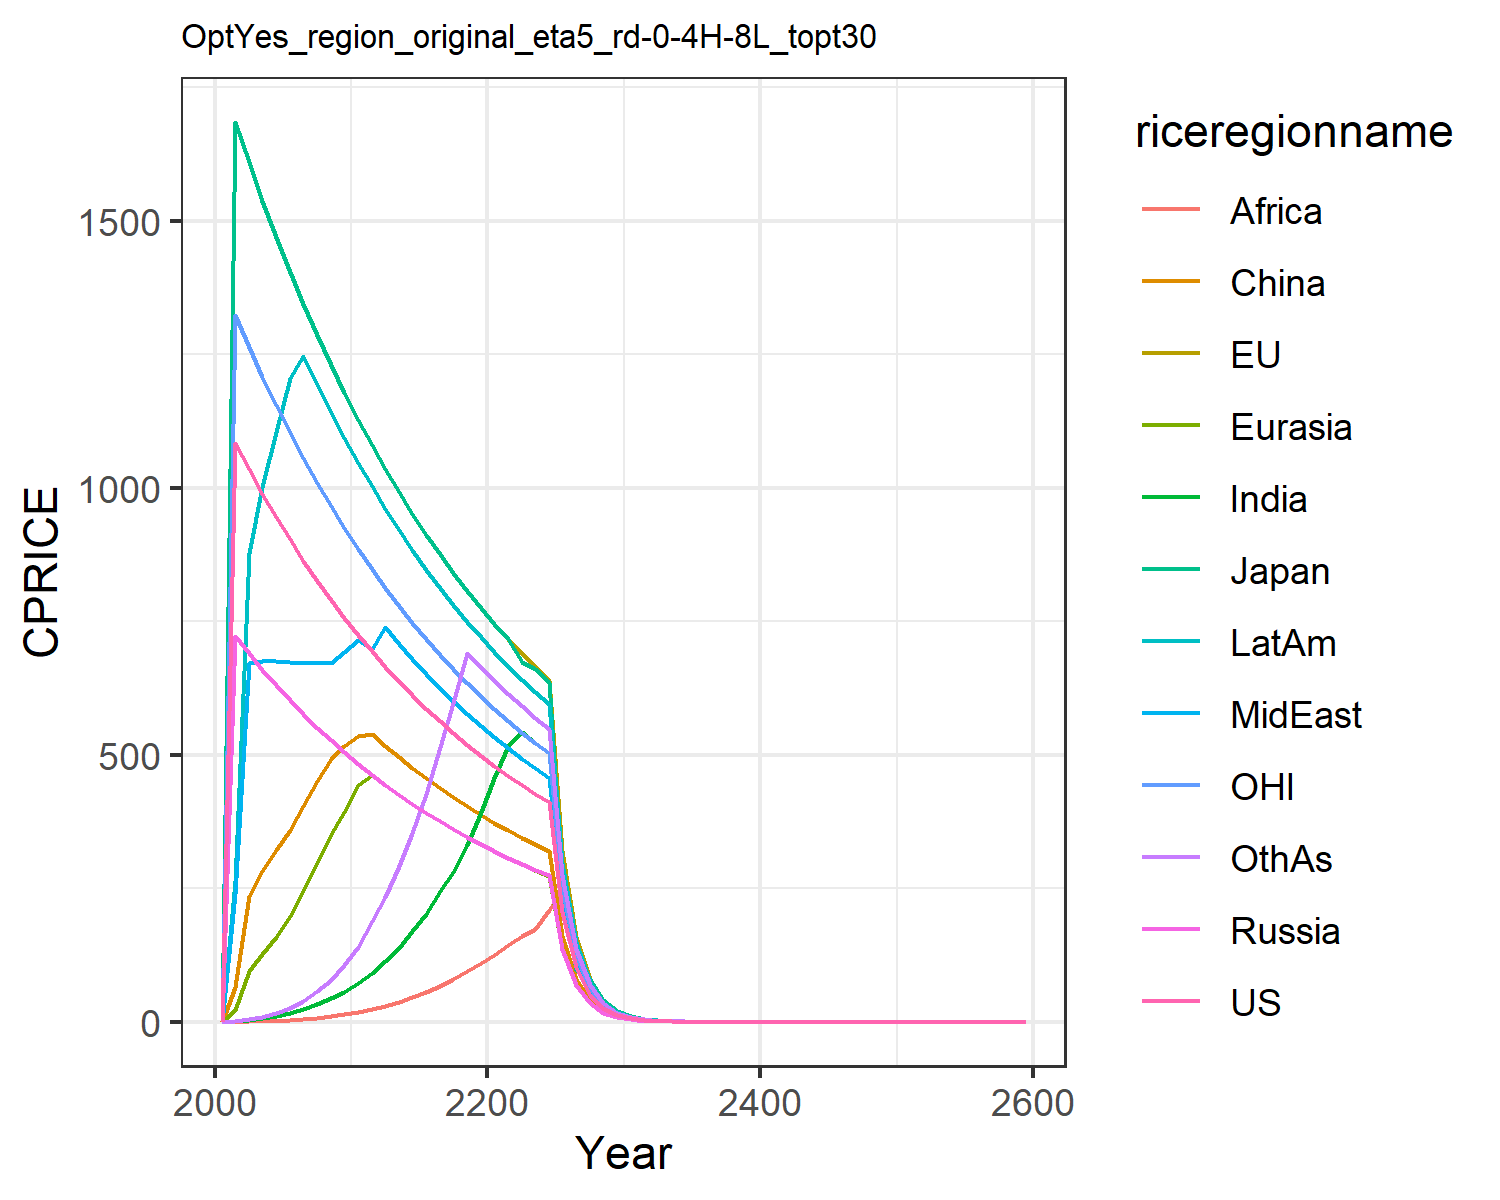 OptYes_region_original_eta5_rd-0-4H-8L_topt30
CPRICE
1500
1000
500
0
2000 2200 2400 2600
Year
riceregionname
Africa
China
EU
Eurasia
India
Japan
LatAm
MidEast
OHI
OthAs
Russia
US